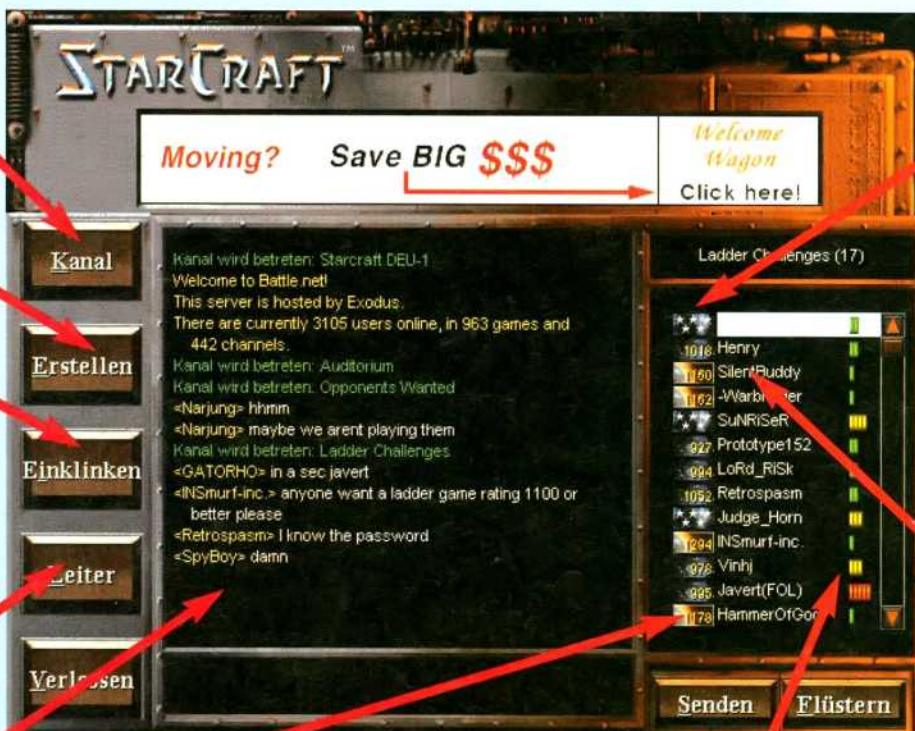 STARCRAFT™
Moving? Save BIG $$$
Welcome
Wagon
Click here!
Kanal
Erstellen
Einklinken
Leiter
Verlassen
Kanal wird betreten: Starcraft DEU-1
Welcome to Battle.net!
This server is hosted by Exodus.
There are currently 3105 users online, in 963 games and
442 channels.
Kanal wird betreten: Auditorium
Kanal wird betreten: Opponents Wanted
<Narjung> hhmm
<Narjung> maybe we arent playing them
Kanal wird betreten: Ladder Challenges
<GATORHO> in a sec javert
<INSmurf-inc.> anyone want a ladder game rating 1100 or
better please
<Retrospasm> I know the password
<SpyBoy> damn
Ladder Challenges (17)
1018 Henry
1160 SilentBuddy
1162 -Warbringer
SuNRiSeR
927 Prototype152
994 LoRd_RiSk
1052 Retrospasm
Judge_Horn
1294 INSmurf-inc.
978 Vinhj
995 Javert(FOL)
1178 HammerOfGod
Senden
Flüstern